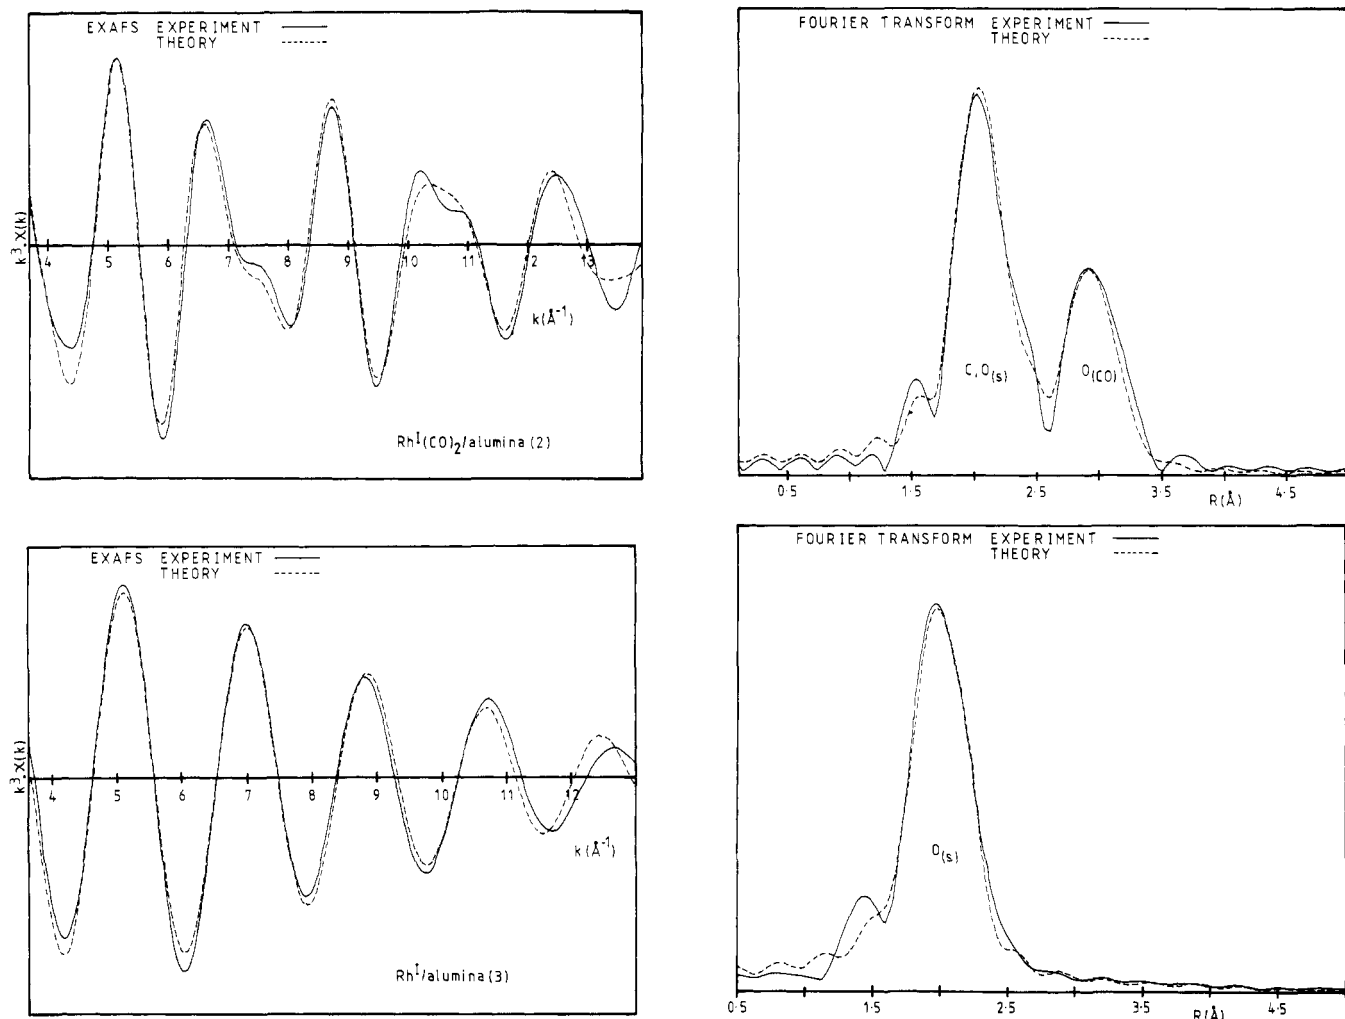 EXAFS EXPERIMENT
THEORY
k³.χ(k)
4 5 6 7 8 9 10 11 12 13
k(Å⁻¹)
Rhᴵ(CO)₂/alumina(2)
FOURIER TRANSFORM EXPERIMENT
THEORY
C,O(s)
O(CO)
0·5 1·5 2·5 3·5 4·5
R(Å)
EXAFS EXPERIMENT
THEORY
k³.χ(k)
4 5 6 7 8 9 10 11 12
k(Å⁻¹)
Rhᴵ/alumina(3)
FOURIER TRANSFORM EXPERIMENT
THEORY
O(s)
0·5 1·5 2·5 3·5 4·5
R(Å)